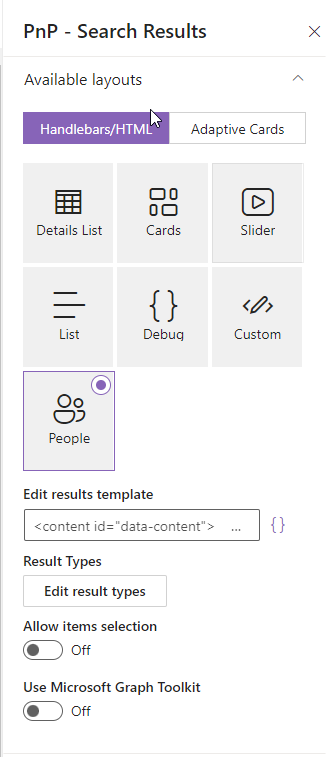 PnP - Search Results
Available layouts
Handlebars/HTML Adaptive Cards
Details List Cards Slider
List Debug Custom
People
Edit results template
<content id="data-content"> ...
Result Types
Edit result types
Allow items selection
Off
Use Microsoft Graph Toolkit
Off